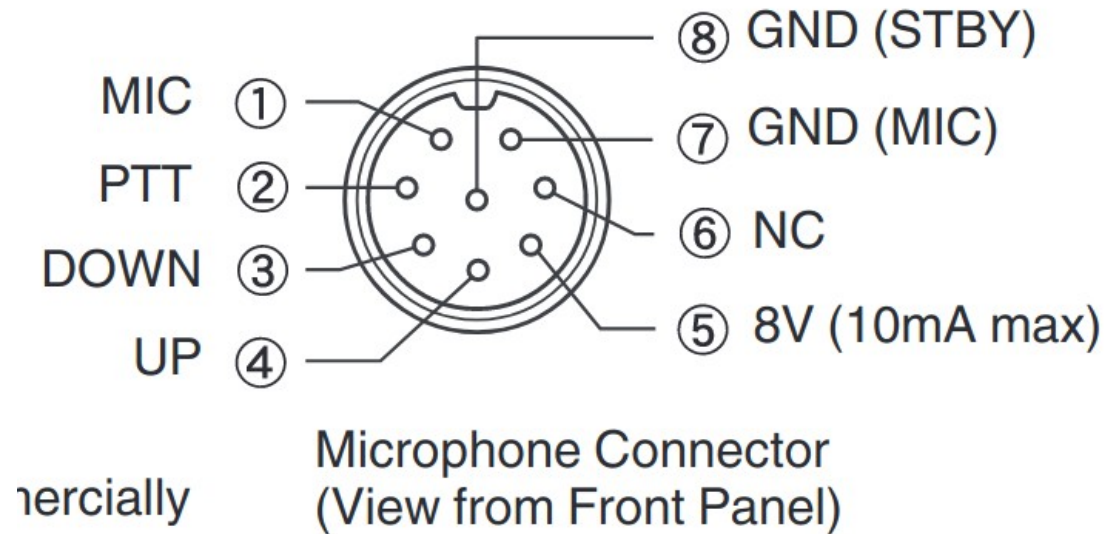 MIC ①
PTT ②
DOWN ③
UP ④
⑧ GND (STBY)
⑦ GND (MIC)
⑥ NC
⑤ 8V (10mA max)
Microphone Connector
(View from Front Panel)
nercially